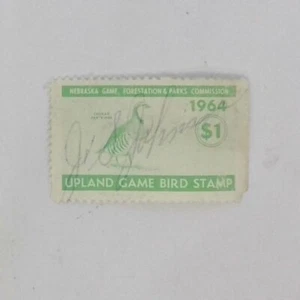 NEBRASKA GAME, FORESTATION & PARKS COMMISSION
1964
$1
UPLAND GAME BIRD STAMP